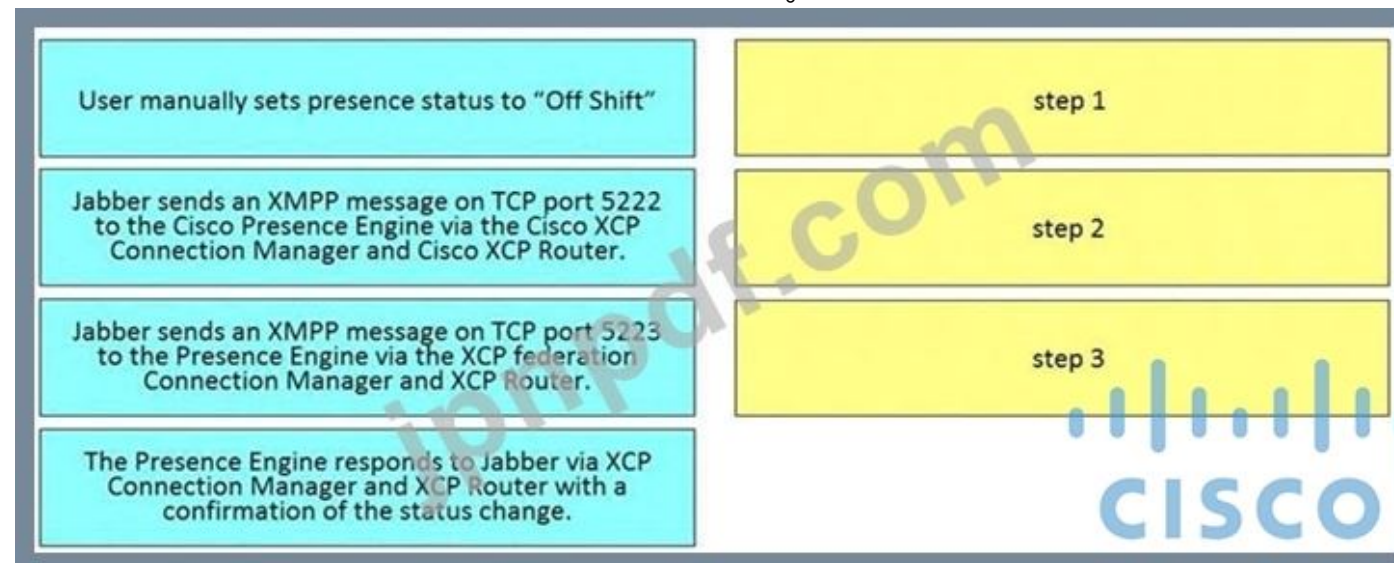 User manually sets presence status to “Off Shift”
Jabber sends an XMPP message on TCP port 5222
to the Cisco Presence Engine via the Cisco XCP
Connection Manager and Cisco XCP Router.
Jabber sends an XMPP message on TCP port 5223
to the Presence Engine via the XCP federation
Connection Manager and XCP Router.
The Presence Engine responds to Jabber via XCP
Connection Manager and XCP Router with a
confirmation of the status change.
step 1
step 2
step 3
jpnpdf.com
CISCO